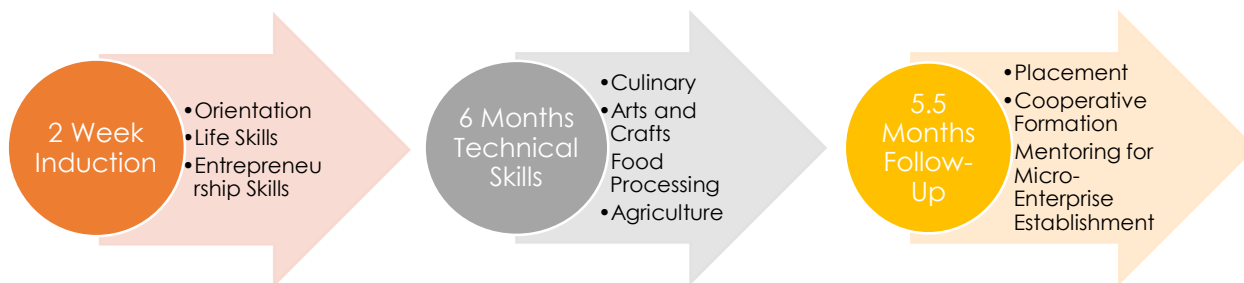 2 Week
Induction
•Orientation
•Life Skills
•Entrepreneu
rship Skills
6 Months
Technical
Skills
•Culinary
•Arts and
Crafts
Food
Processing
•Agriculture
5.5
Months
Follow-
Up
•Placement
•Cooperative
Formation
Mentoring for
Micro-
Enterprise
Establishment